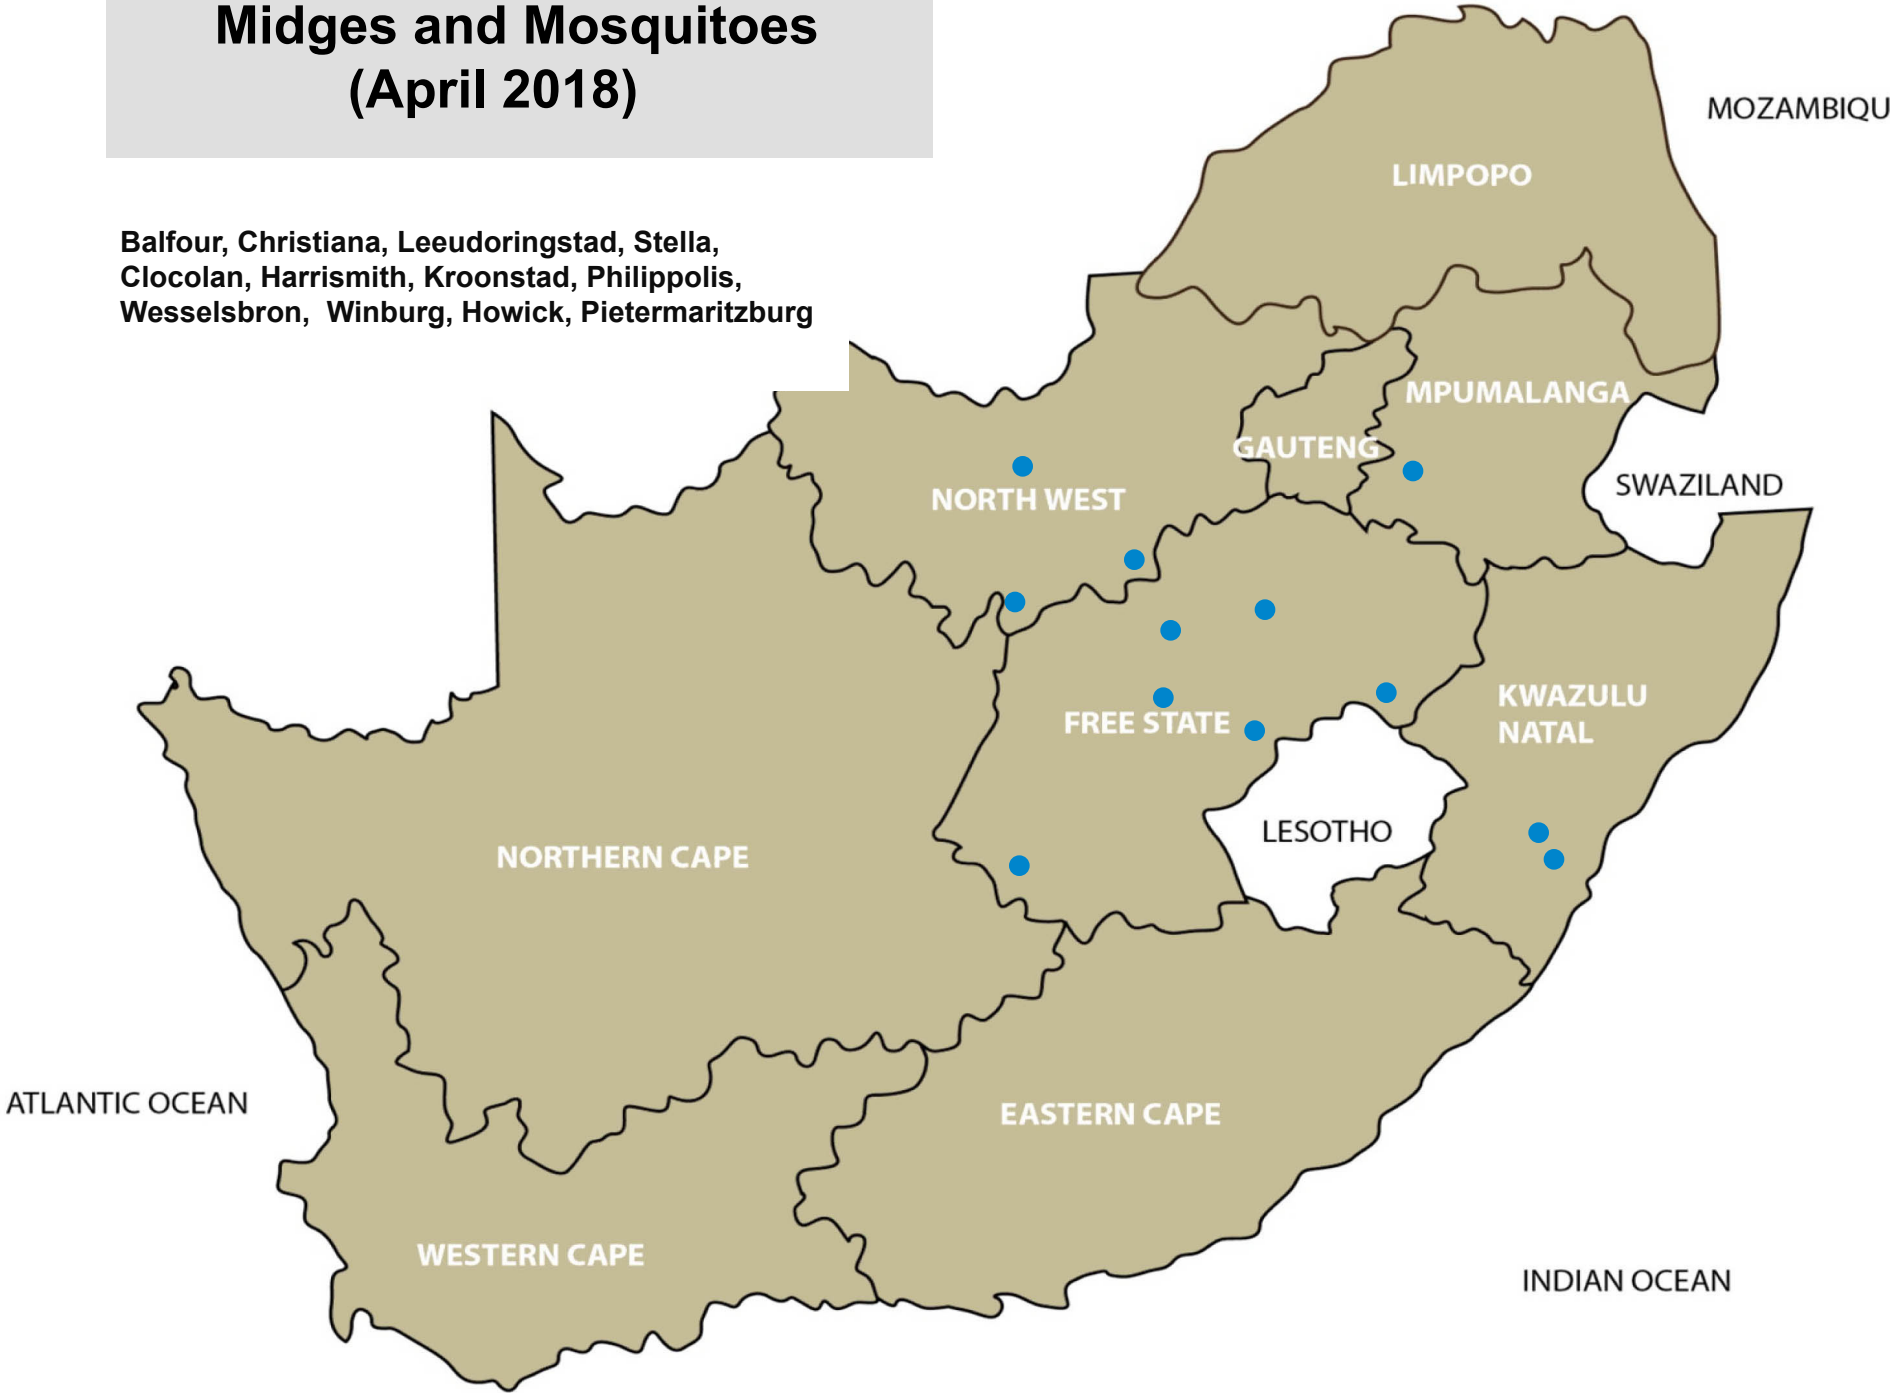 Midges and Mosquitoes
(April 2018)
Balfour, Christiana, Leeudoringstad, Stella,
Clocolan, Harrismith, Kroonstad, Philippolis,
Wesselsbron, Winburg, Howick, Pietermaritzburg
MOZAMBIQU
LIMPOPO
MPUMALANGA
GAUTENG
SWAZILAND
NORTH WEST
KWAZULU
NATAL
FREE STATE
LESOTHO
NORTHERN CAPE
ATLANTIC OCEAN
EASTERN CAPE
WESTERN CAPE
INDIAN OCEAN